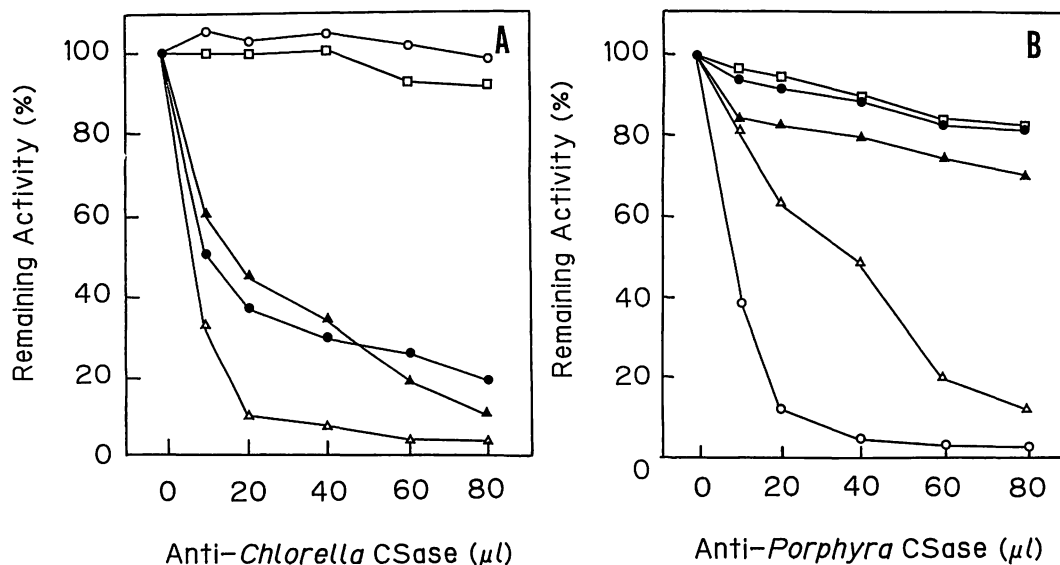 A
Remaining Activity (%)
100
80
60
40
20
0
0 20 40 60 80
Anti-Chlorella CSase (μl)
B
Remaining Activity (%)
100
80
60
40
20
0
0 20 40 60 80
Anti-Porphyra CSase (μl)